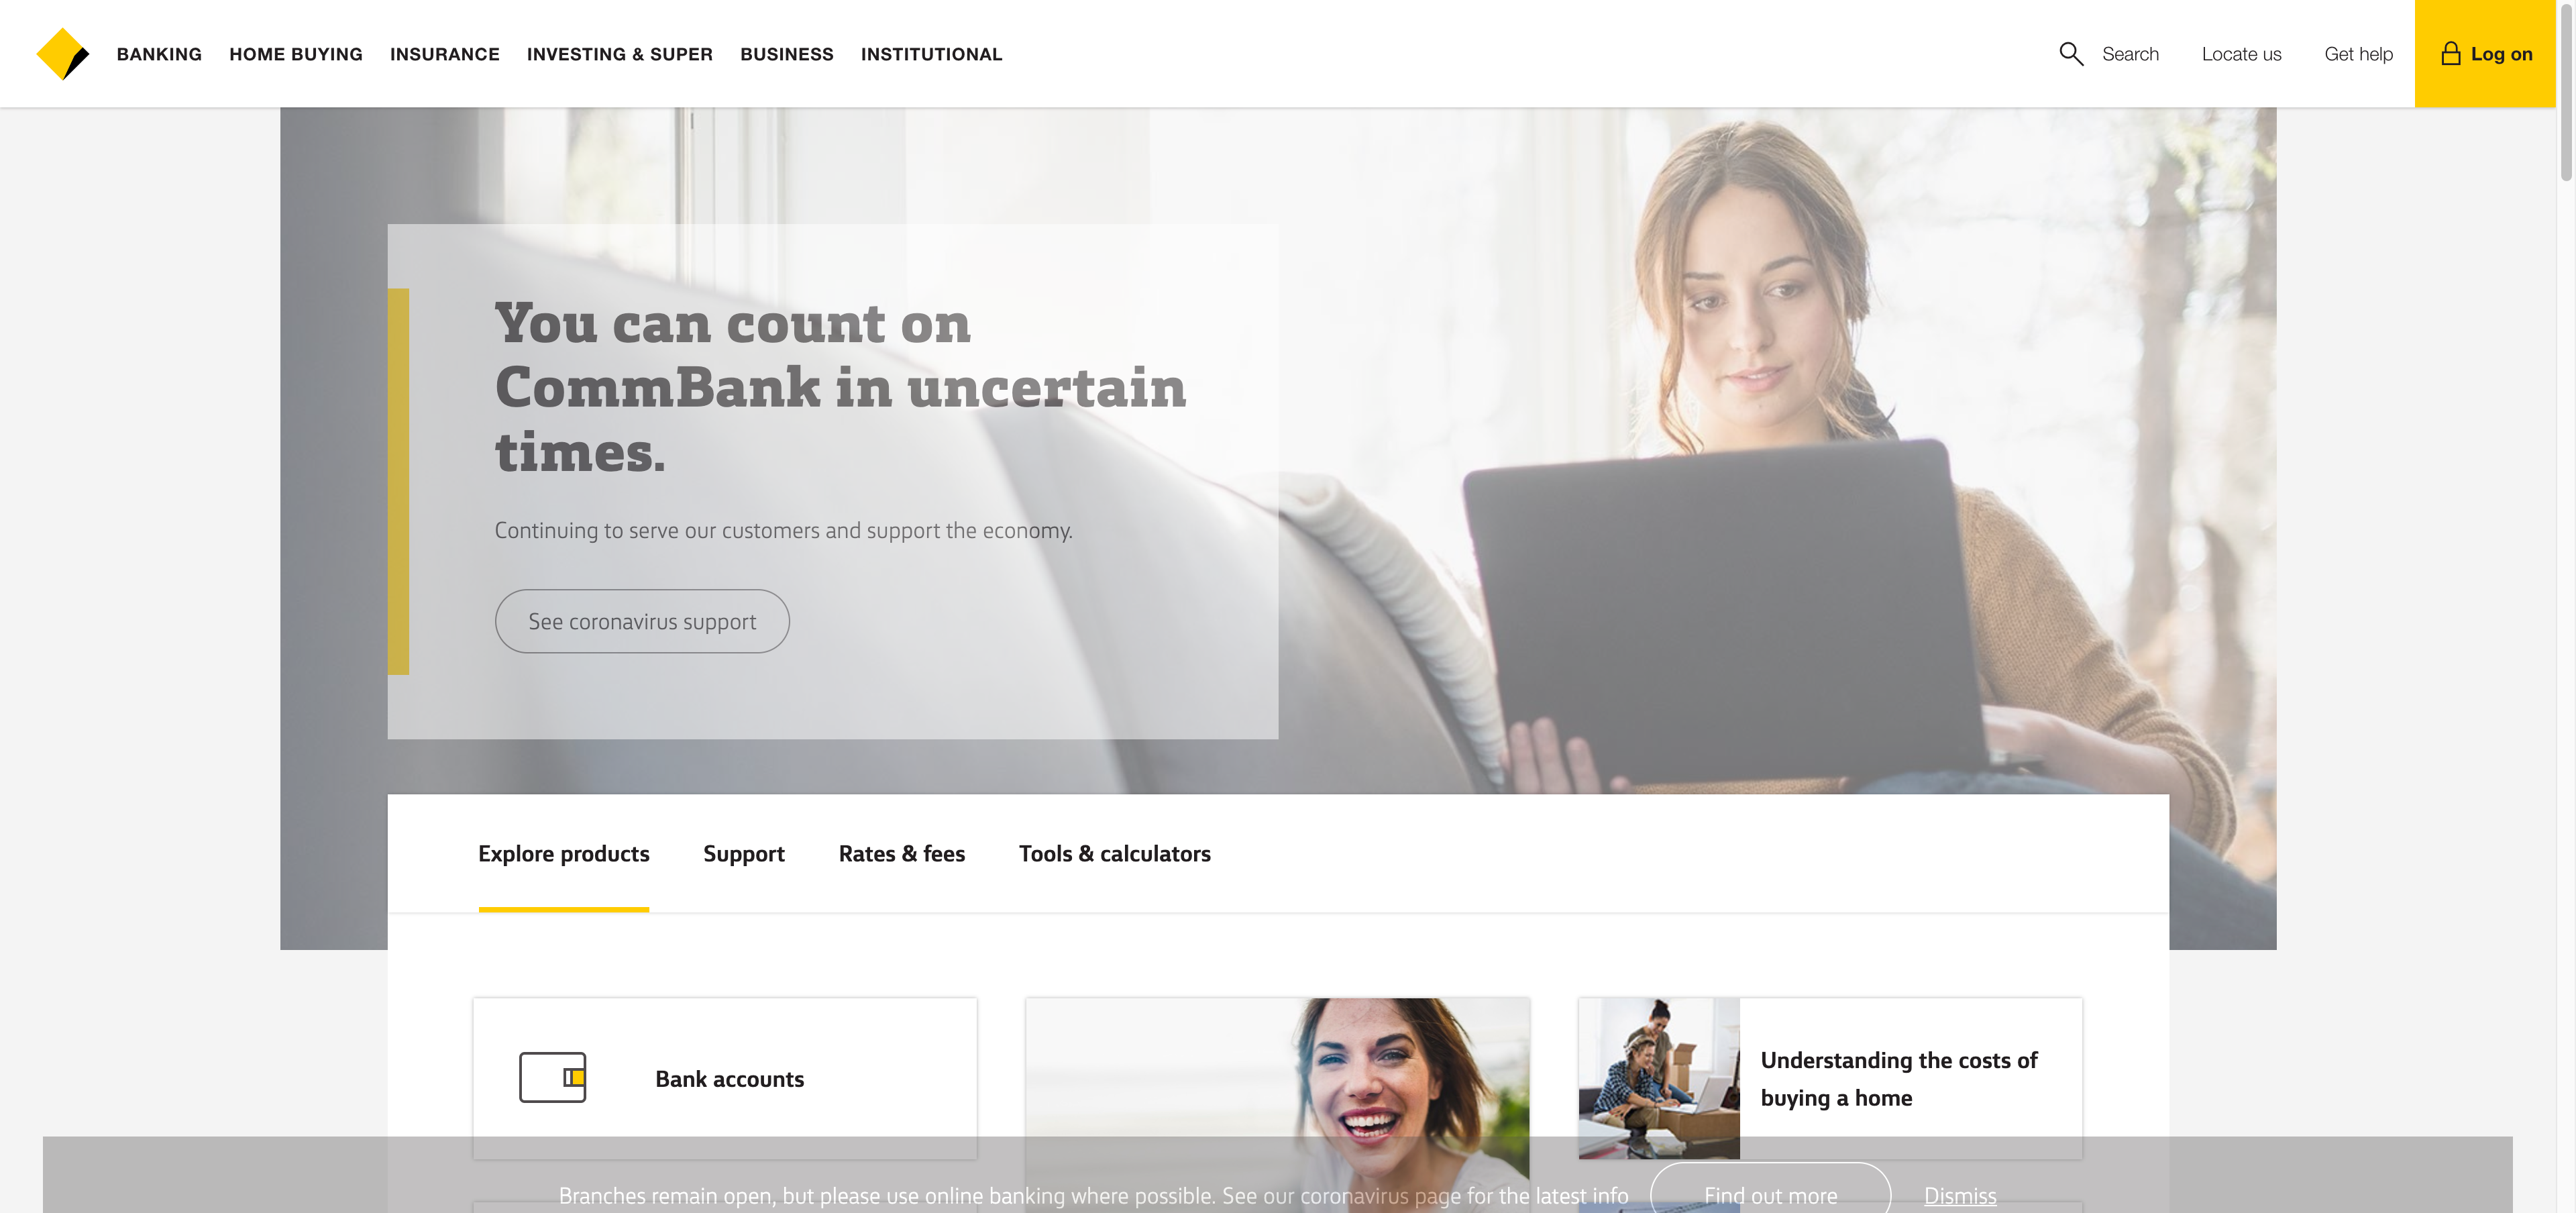 BANKING HOME BUYING INSURANCE INVESTING & SUPER BUSINESS INSTITUTIONAL Search Locate us Get help Log on
You can count on
CommBank in uncertain
times.
Continuing to serve our customers and support the economy.
See coronavirus support
Explore products Support Rates & fees Tools & calculators
Bank accounts
Understanding the costs of
buying a home
Branches remain open, but please use online banking where possible. See our coronavirus page for the latest info Find out more Dismiss